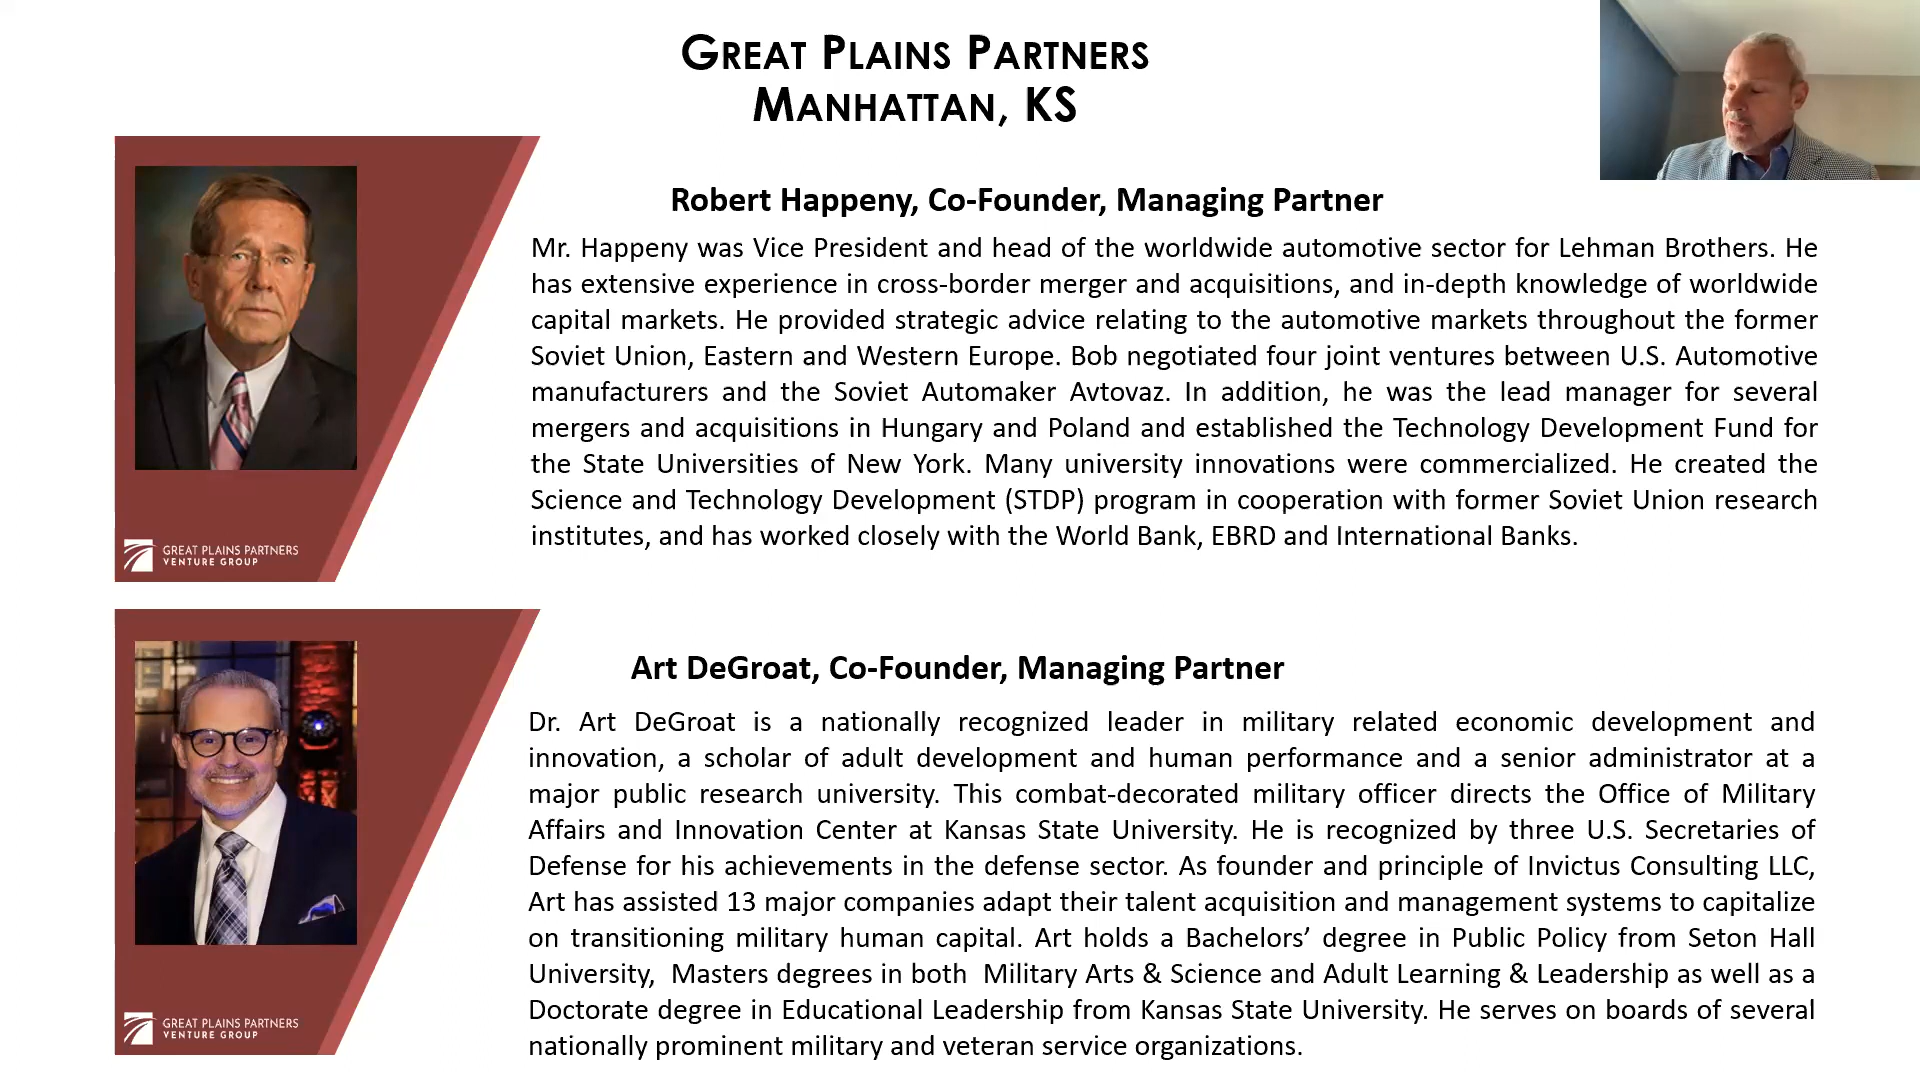 GREAT PLAINS PARTNERS
MANHATTAN, KS
Robert Happeny, Co-Founder, Managing Partner
Mr. Happeny was Vice President and head of the worldwide automotive sector for Lehman Brothers. He
has extensive experience in cross-border merger and acquisitions, and in-depth knowledge of worldwide
capital markets. He provided strategic advice relating to the automotive markets throughout the former
Soviet Union, Eastern and Western Europe. Bob negotiated four joint ventures between U.S. Automotive
manufacturers and the Soviet Automaker Avtovaz. In addition, he was the lead manager for several
mergers and acquisitions in Hungary and Poland and established the Technology Development Fund for
the State Universities of New York. Many university innovations were commercialized. He created the
Science and Technology Development (STDP) program in cooperation with former Soviet Union research
institutes, and has worked closely with the World Bank, EBRD and International Banks.
GREAT PLAINS PARTNERS
VENTURE GROUP
Art DeGroat, Co-Founder, Managing Partner
Dr. Art DeGroat is a nationally recognized leader in military related economic development and
innovation, a scholar of adult development and human performance and a senior administrator at a
major public research university. This combat-decorated military officer directs the Office of Military
Affairs and Innovation Center at Kansas State University. He is recognized by three U.S. Secretaries of
Defense for his achievements in the defense sector. As founder and principle of Invictus Consulting LLC,
Art has assisted 13 major companies adapt their talent acquisition and management systems to capitalize
on transitioning military human capital. Art holds a Bachelors’ degree in Public Policy from Seton Hall
University, Masters degrees in both Military Arts & Science and Adult Learning & Leadership as well as a
Doctorate degree in Educational Leadership from Kansas State University. He serves on boards of several
nationally prominent military and veteran service organizations.
GREAT PLAINS PARTNERS
VENTURE GROUP